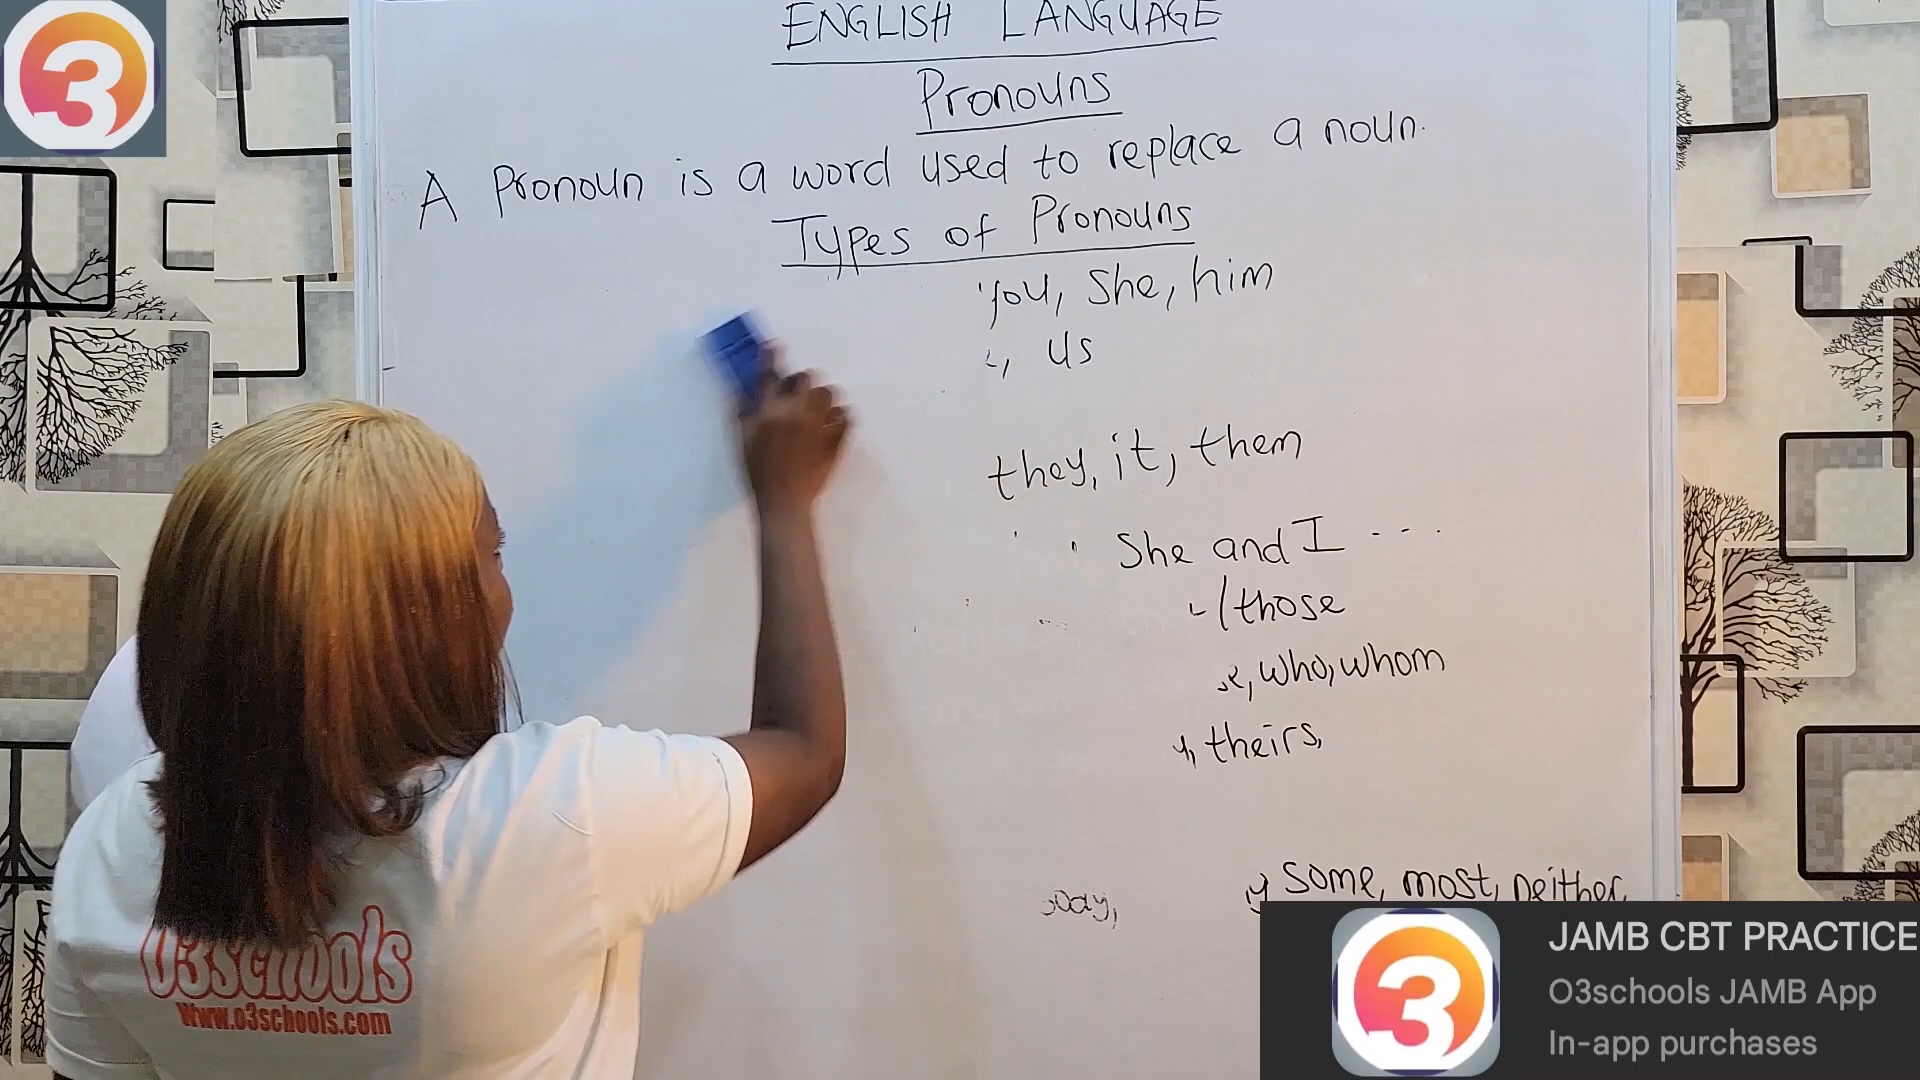 ENGLISH LANGUAGE
Pronouns
A Pronoun is a word used to replace a noun.
Types of Pronouns
you, She, him
, us
they, it, them
She and I ---
/those
, who, whom
, theirs,
some, most, neither,
O3schools
www.o3schools.com
JAMB CBT PRACTICE
O3schools JAMB App
In-app purchases